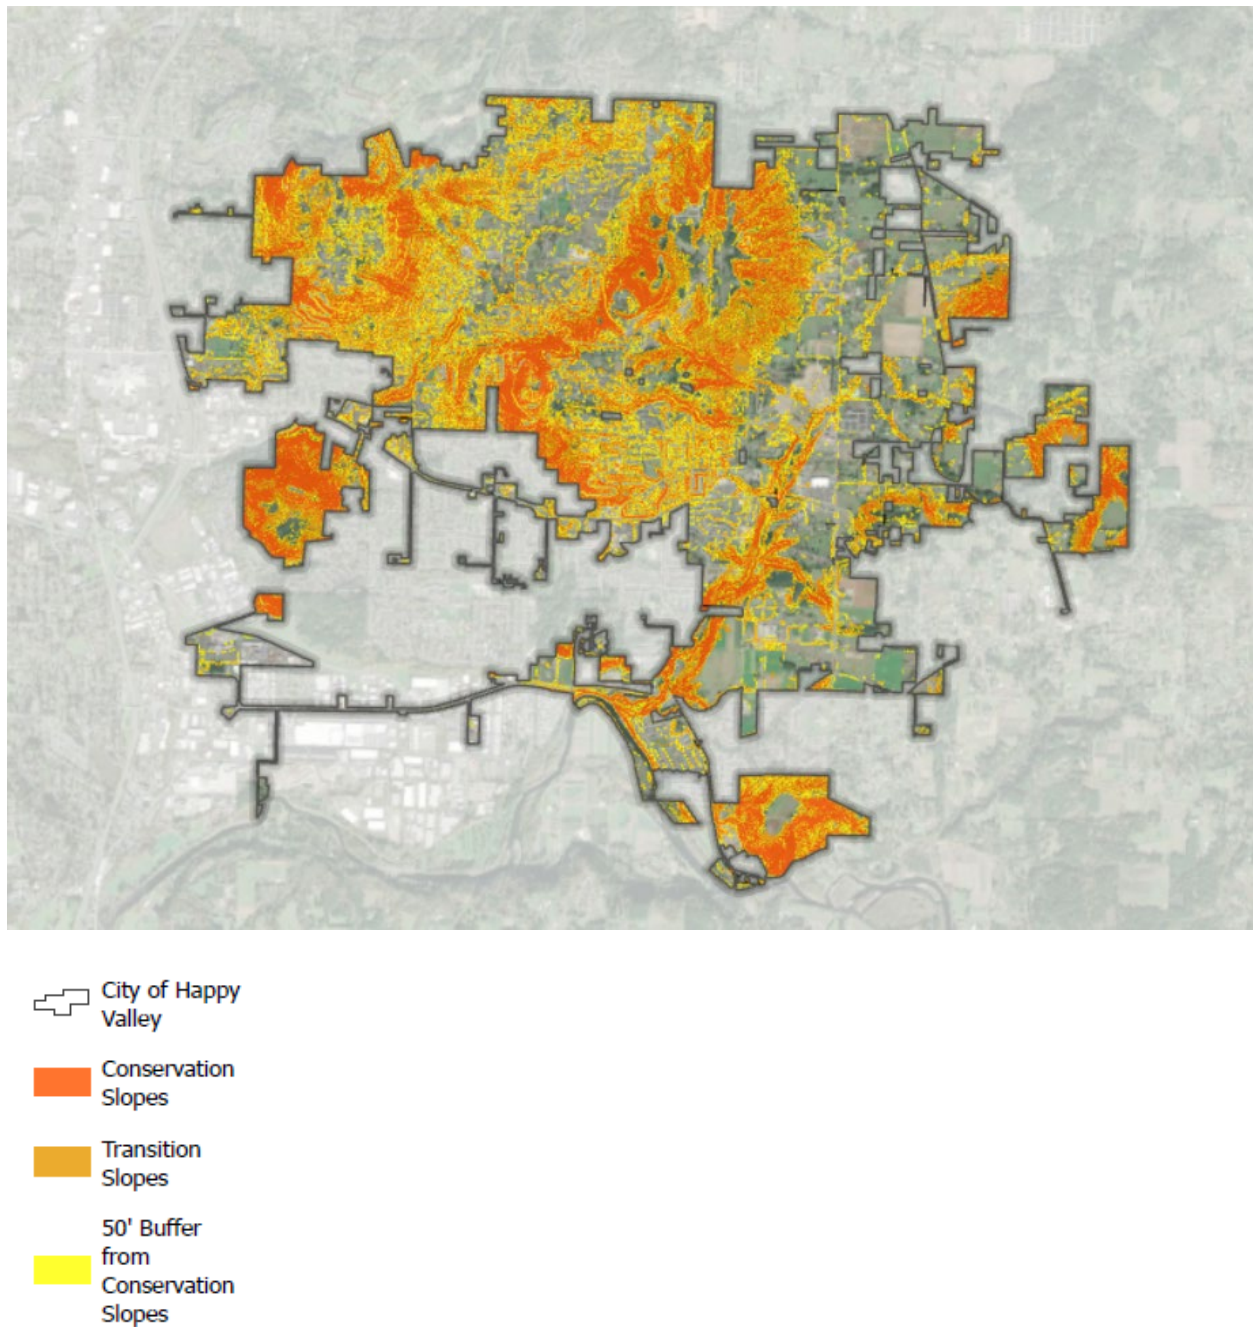 City of Happy
Valley
Conservation
Slopes
Transition
Slopes
50' Buffer
from
Conservation
Slopes